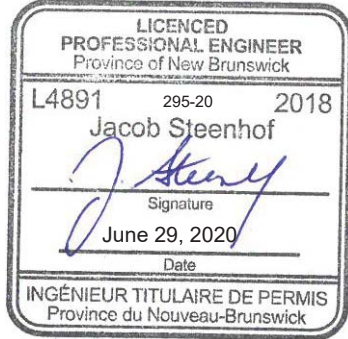 LICENCED
PROFESSIONAL ENGINEER
Province of New Brunswick
L4891 295-20 2018
Jacob Steenhof
J. Steenhof
Signature
June 29, 2020
Date
INGÉNIEUR TITULAIRE DE PERMIS
Province du Nouveau-Brunswick